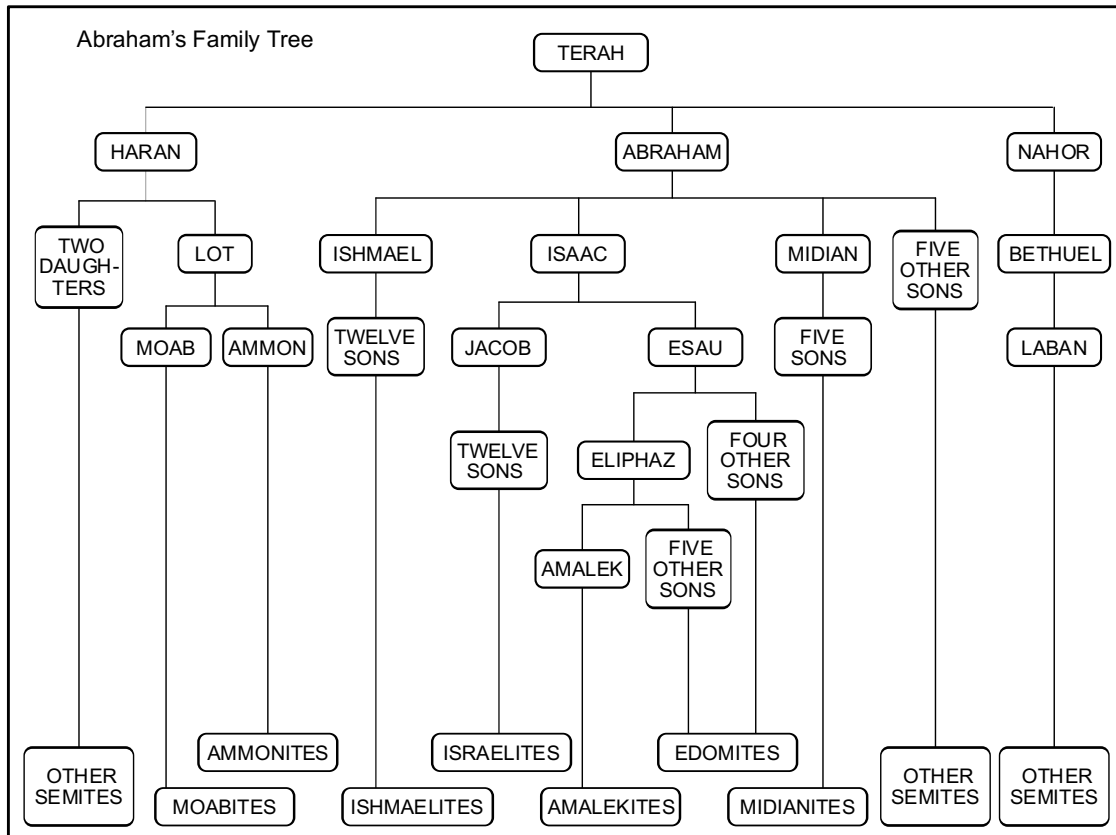 Abraham's Family Tree
TERAH
HARAN
ABRAHAM
NAHOR
TWO
DAUGH-
TERS
LOT
ISHMAEL
ISAAC
MIDIAN
FIVE
OTHER
SONS
BETHUEL
MOAB
AMMON
TWELVE
SONS
JACOB
ESAU
FIVE
SONS
LABAN
TWELVE
SONS
ELIPHAZ
FOUR
OTHER
SONS
AMALEK
FIVE
OTHER
SONS
OTHER
SEMITES
AMMONITES
ISRAELITES
EDOMITES
OTHER
SEMITES
OTHER
SEMITES
MOABITES
ISHMAELITES
AMALEKITES
MIDIANITES